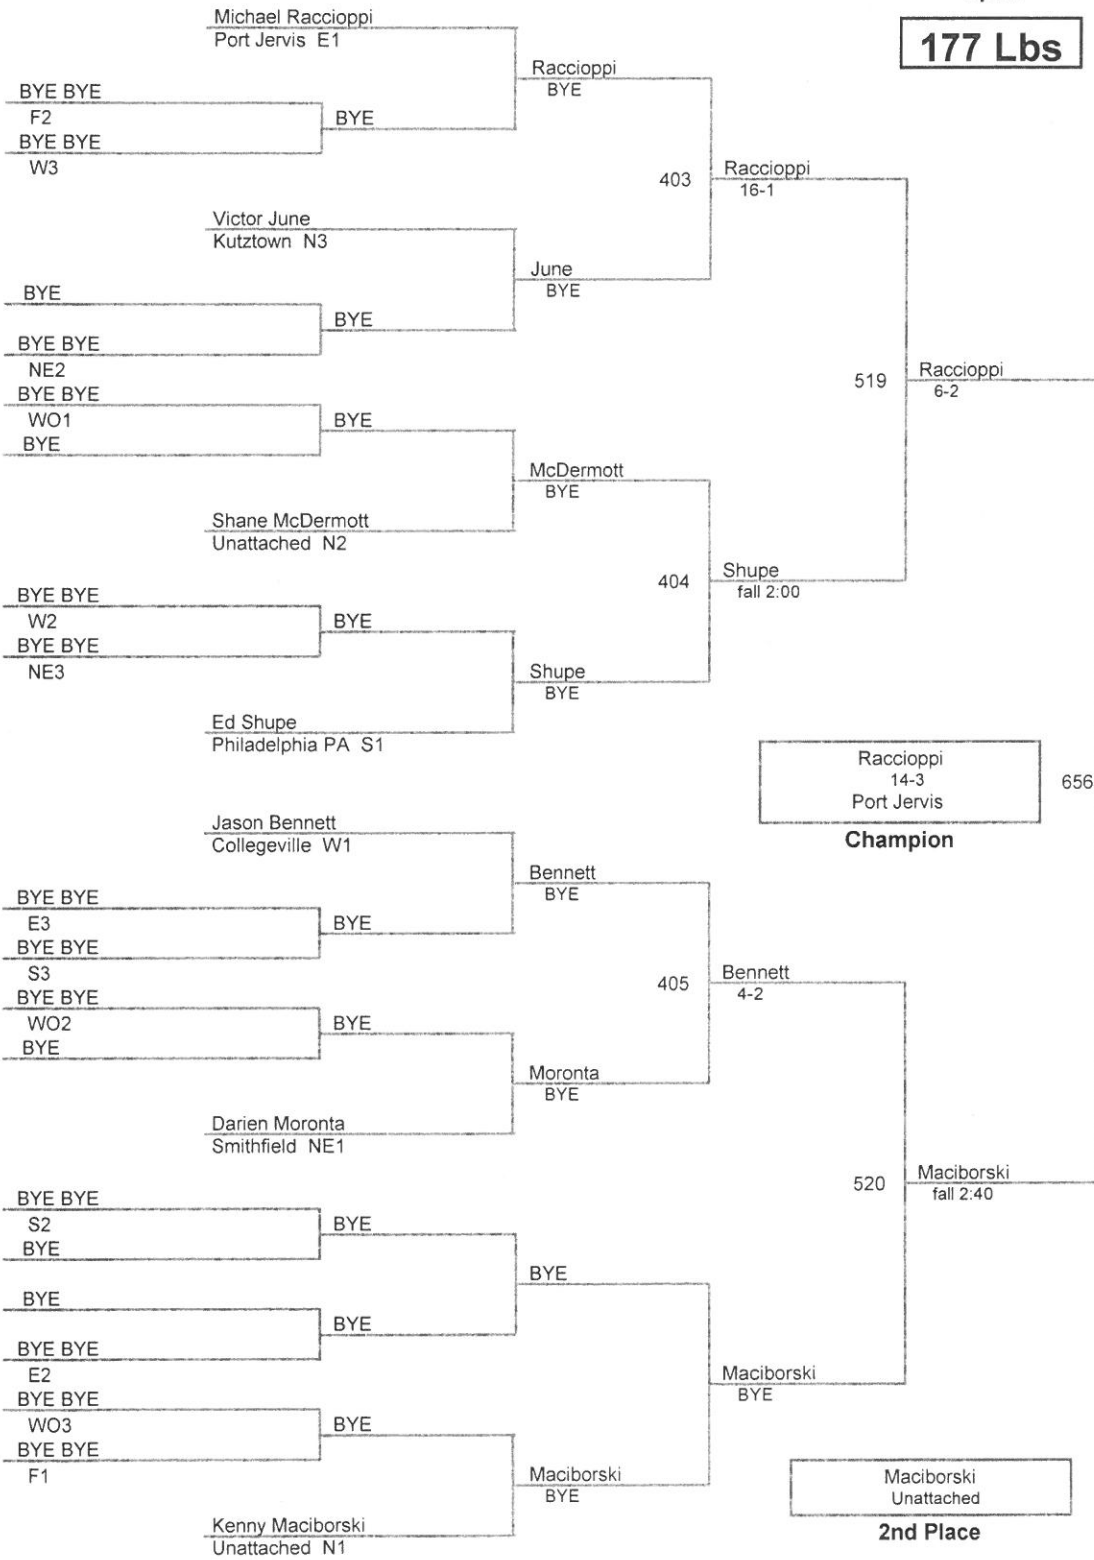 177 Lbs
Michael Raccioppi
Port Jervis E1
Raccioppi
BYE
BYE BYE
F2
BYE
BYE BYE
W3
403
Raccioppi
16-1
Victor June
Kutztown N3
June
BYE
BYE
BYE
BYE BYE
NE2
519
Raccioppi
6-2
BYE BYE
WO1
BYE
BYE
McDermott
BYE
Shane McDermott
Unattached N2
404
Shupe
fall 2:00
BYE BYE
W2
BYE
BYE BYE
NE3
Shupe
BYE
Ed Shupe
Philadelphia PA S1
Raccioppi
14-3
Port Jervis
656
Champion
Jason Bennett
Collegeville W1
Bennett
BYE
BYE BYE
E3
BYE
BYE BYE
S3
405
Bennett
4-2
BYE BYE
WO2
BYE
BYE
Moronta
BYE
Darien Moronta
Smithfield NE1
520
Maciborski
fall 2:40
BYE BYE
S2
BYE
BYE
BYE
BYE
BYE
BYE BYE
E2
Maciborski
BYE
BYE BYE
WO3
BYE
BYE BYE
F1
Maciborski
BYE
Kenny Maciborski
Unattached N1
Maciborski
Unattached
2nd Place